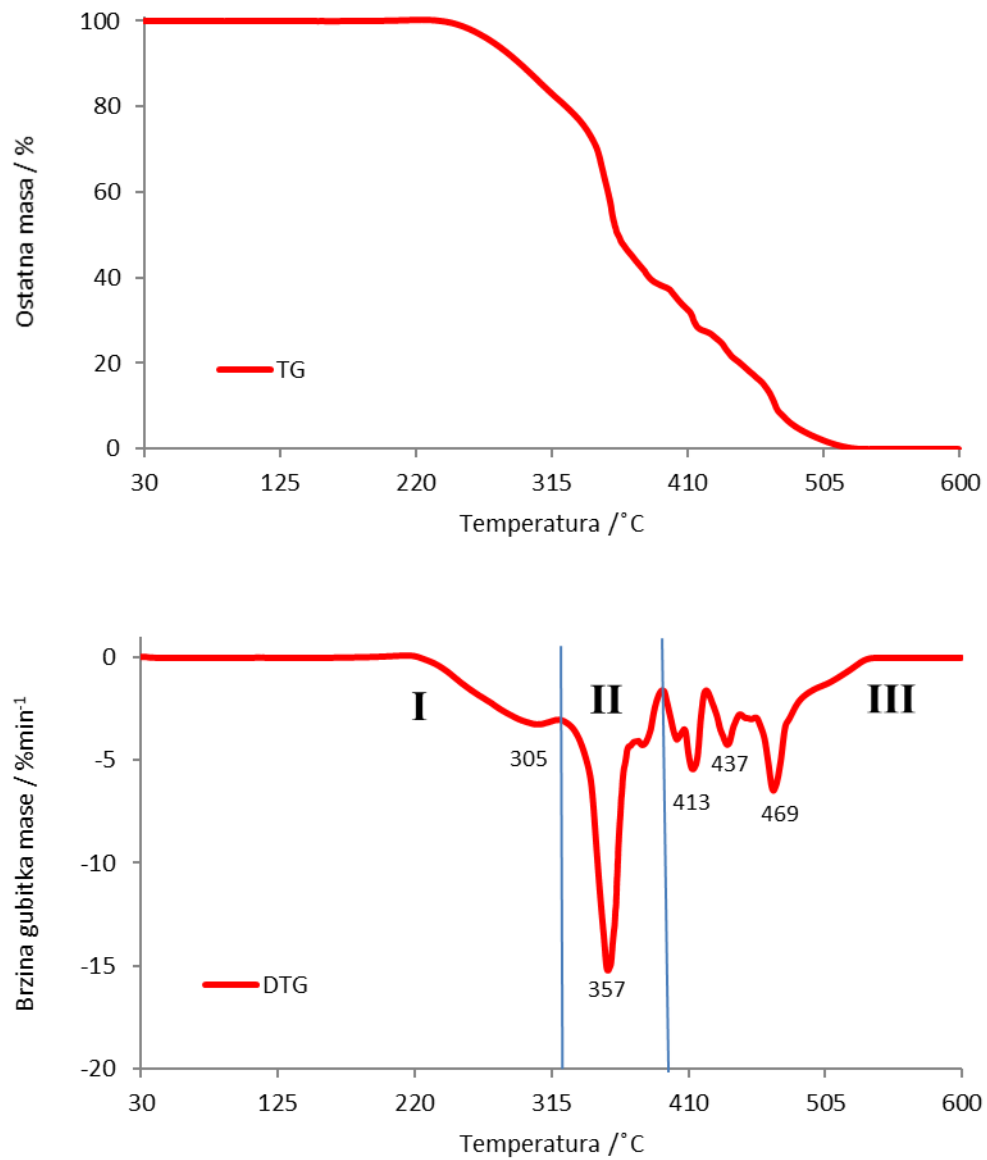 100
80
60
40
20
0
Ostatna masa / %
TG
30 125 220 315 410 505 600
Temperatura /˚C
0
-5
-10
-15
-20
Brzina gubitka mase / %min⁻¹
I II III
305
357
413
437
469
DTG
30 125 220 315 410 505 600
Temperatura /˚C